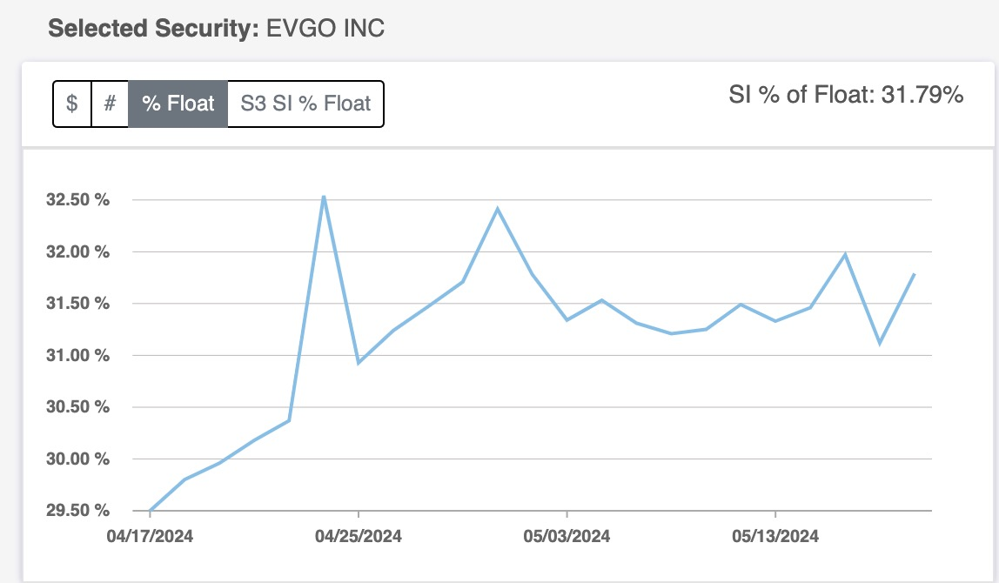 Selected Security: EVGO INC
$ # % Float S3 SI % Float
SI % of Float: 31.79%
32.50 %
32.00 %
31.50 %
31.00 %
30.50 %
30.00 %
29.50 %
04/17/2024 04/25/2024 05/03/2024 05/13/2024